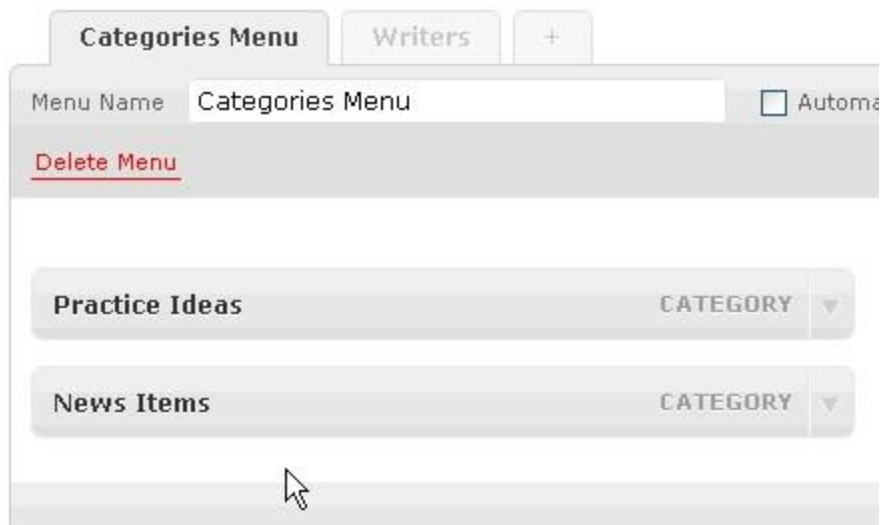 Categories Menu Writers +
Menu Name Categories Menu Automa
Delete Menu
Practice Ideas CATEGORY
News Items CATEGORY